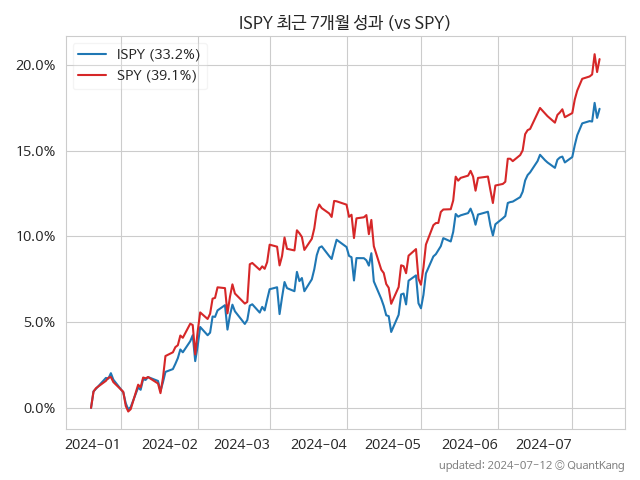 ISPY 최근 7개월 성과 (vs SPY)
ISPY (33.2%)
SPY (39.1%)
20.0%
15.0%
10.0%
5.0%
0.0%
2024-01 2024-02 2024-03 2024-04 2024-05 2024-06 2024-07
updated: 2024-07-12 © QuantKang